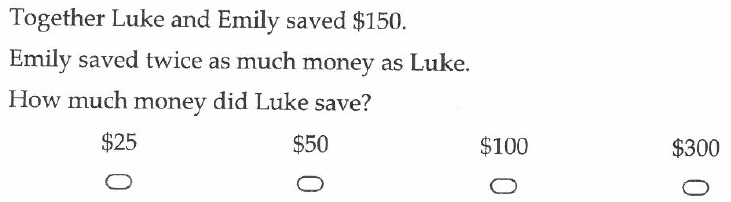 Together Luke and Emily saved $150.
Emily saved twice as much money as Luke.
How much money did Luke save?
$25 $50 $100 $300